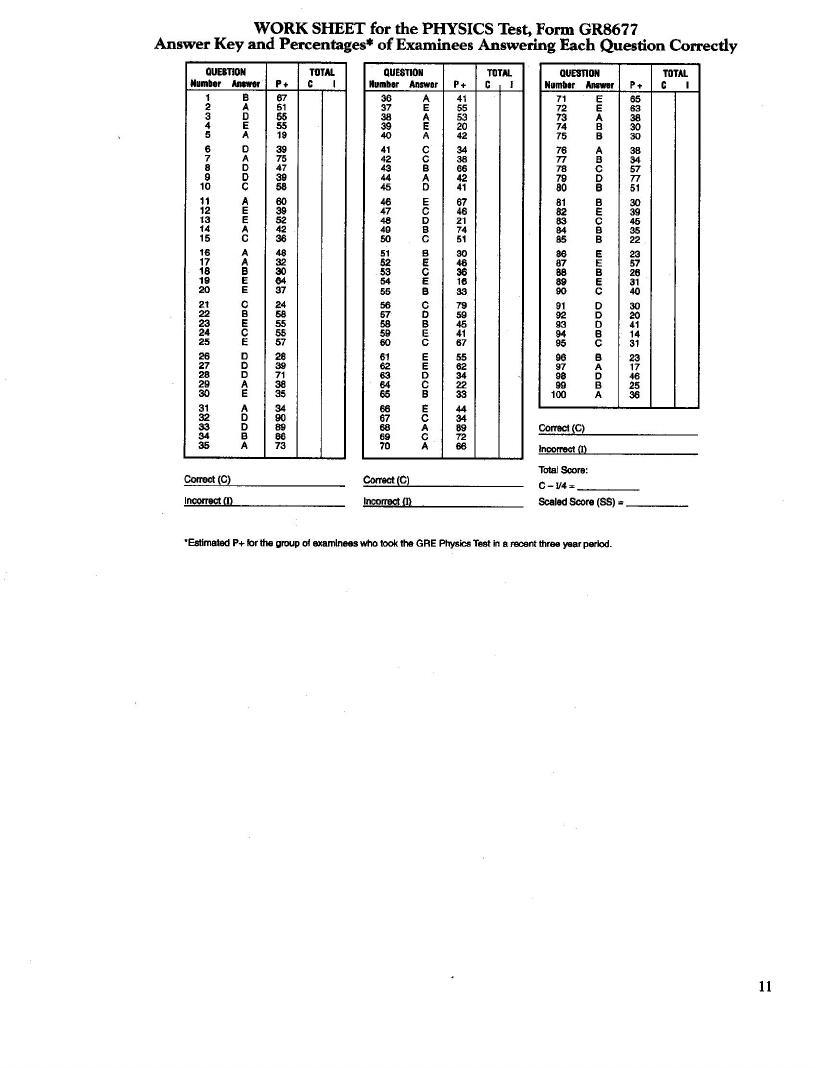 WORK SHEET for the PHYSICS Test, Form GR8677
Answer Key and Percentages* of Examinees Answering Each Question Correctly
QUESTION TOTAL
Number Answer P+ C I
1 B 67
2 A 51
3 D 55
4 E 55
5 A 19
6 D 39
7 A 75
8 D 47
9 D 39
10 C 58
11 A 60
12 E 39
13 E 52
14 A 42
15 C 36
16 A 48
17 A 32
18 B 30
19 E 64
20 E 37
21 C 24
22 B 58
23 E 55
24 C 55
25 E 57
26 D 28
27 D 39
28 D 71
29 A 38
30 E 35
31 A 34
32 D 90
33 D 89
34 B 86
35 A 73
Correct (C)
Incorrect (I)
QUESTION TOTAL
Number Answer P+ C I
36 A 41
37 E 55
38 A 53
39 E 20
40 A 42
41 C 34
42 C 38
43 B 66
44 A 42
45 D 41
46 E 67
47 C 46
48 D 21
49 B 74
50 C 51
51 B 30
52 E 46
53 C 36
54 E 16
55 B 33
56 C 79
57 D 59
58 B 45
59 E 41
60 C 67
61 E 55
62 E 62
63 D 34
64 C 22
65 B 33
66 E 44
67 C 34
68 A 89
69 C 72
70 A 66
Correct (C)
Incorrect (I)
QUESTION TOTAL
Number Answer P+ C I
71 E 65
72 E 63
73 A 38
74 B 30
75 B 30
76 A 38
77 B 34
78 C 57
79 D 77
80 B 51
81 B 30
82 E 39
83 C 45
84 B 35
85 B 22
86 E 23
87 E 57
88 B 26
89 E 31
90 C 40
91 D 30
92 D 20
93 D 41
94 B 14
95 C 31
96 B 23
97 A 17
98 D 46
99 B 25
100 A 36
Correct (C)
Incorrect (I)
Total Score:
C – I/4 =
Scaled Score (SS) =
*Estimated P+ for the group of examinees who took the GRE Physics Test in a recent three year period.
11